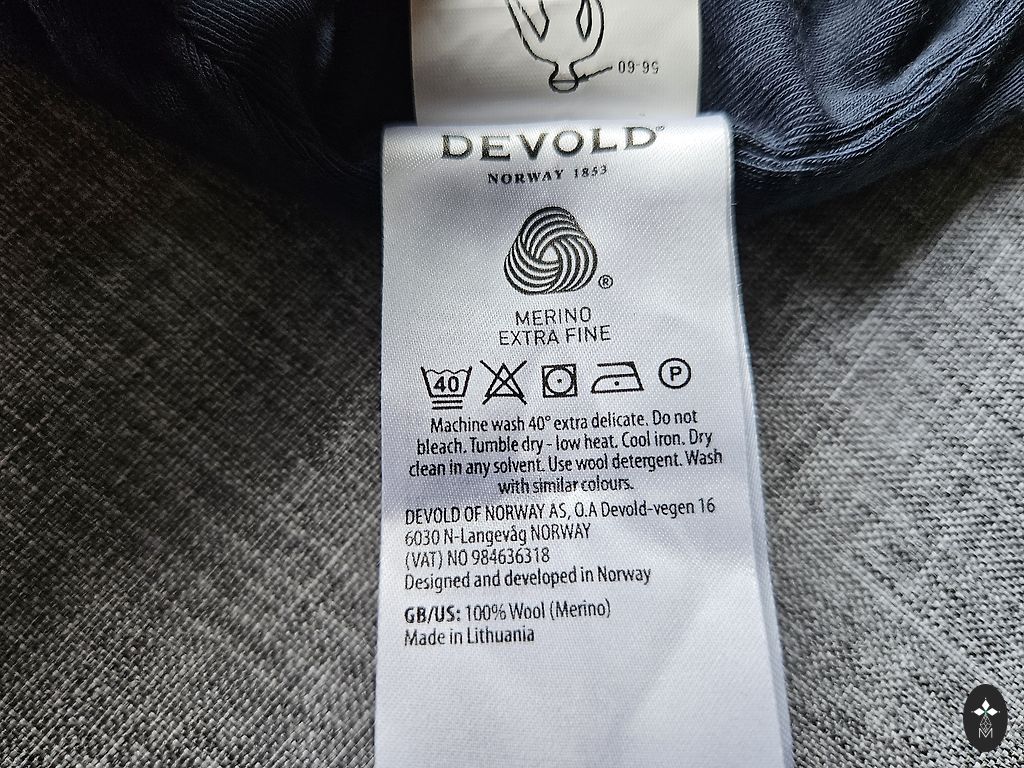 56-60
DEVOLD®
NORWAY 1853
®
MERINO
EXTRA FINE
40
P
Machine wash 40° extra delicate. Do not
bleach. Tumble dry - low heat. Cool iron. Dry
clean in any solvent. Use wool detergent. Wash
with similar colours.
DEVOLD OF NORWAY AS, O.A Devold-vegen 16
6030 N-Langevåg NORWAY
(VAT) NO 984636318
Designed and developed in Norway
GB/US: 100% Wool (Merino)
Made in Lithuania
M